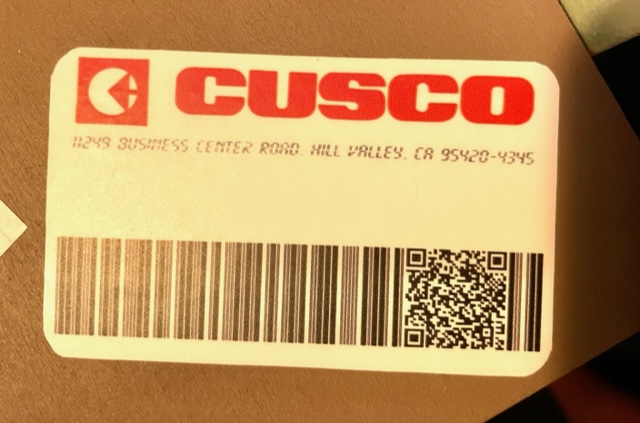 CUSCO
11249 BUSINESS CENTER ROAD. HILL VALLEY. CA 95420-4345